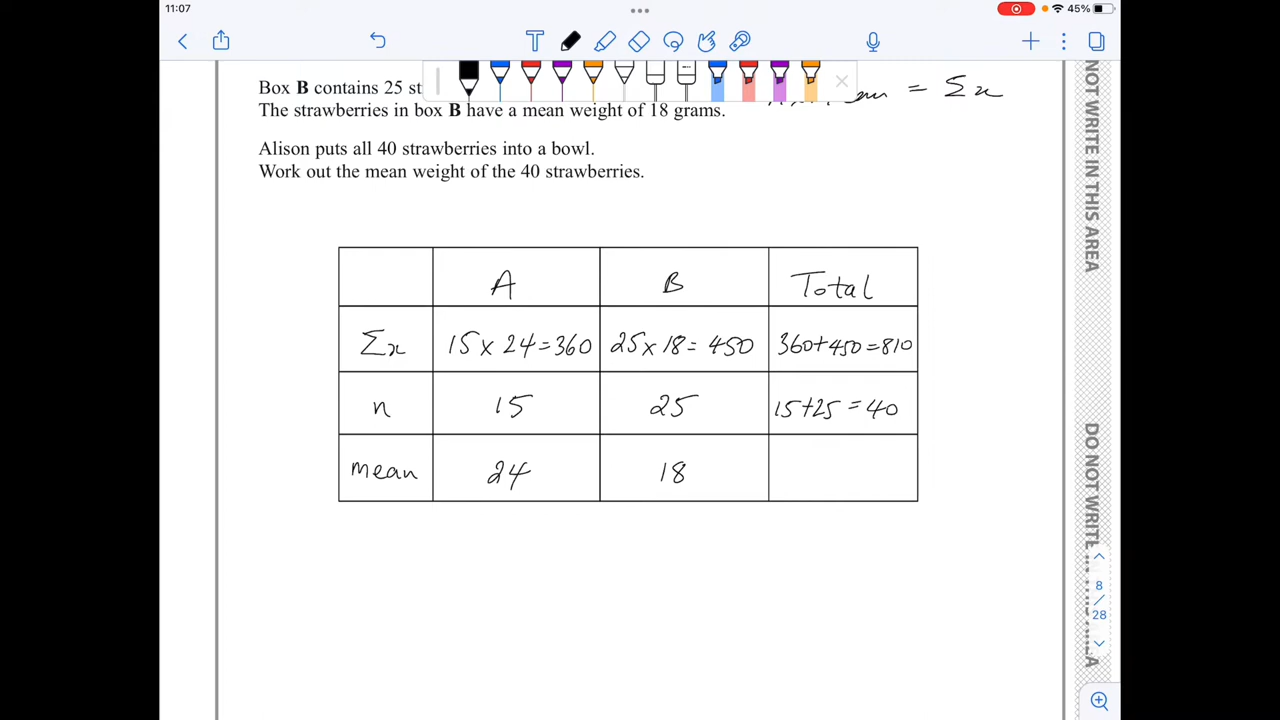 11:07
45%
Box B contains 25 st
= Σx
The strawberries in box B have a mean weight of 18 grams.
Alison puts all 40 strawberries into a bowl.
Work out the mean weight of the 40 strawberries.
A B Total
Σx 15 x 24 = 360 25 x 18 = 450 360+450=810
n 15 25 15+25 = 40
mean 24 18
NOT WRITE IN THIS AREA
DO NOT WRITE
A
8
/
28